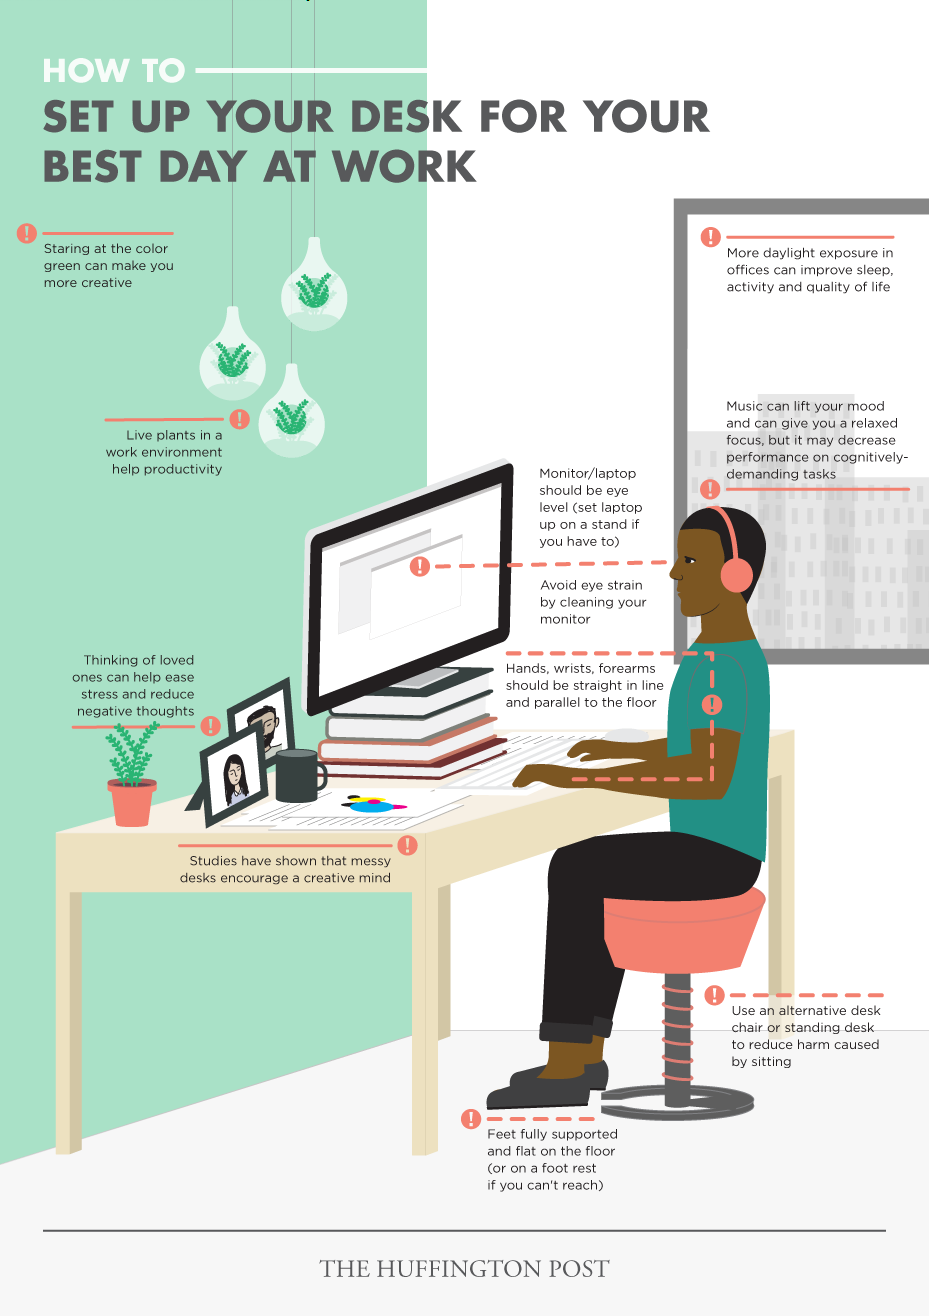 HOW TO
SET UP YOUR DESK FOR YOUR
BEST DAY AT WORK
Staring at the color
green can make you
more creative
More daylight exposure in
offices can improve sleep,
activity and quality of life
Live plants in a
work environment
help productivity
Music can lift your mood
and can give you a relaxed
focus, but it may decrease
performance on cognitively-
demanding tasks
Monitor/laptop
should be eye
level (set laptop
up on a stand if
you have to)
Avoid eye strain
by cleaning your
monitor
Thinking of loved
ones can help ease
stress and reduce
negative thoughts
Hands, wrists, forearms
should be straight in line
and parallel to the floor
Studies have shown that messy
desks encourage a creative mind
Use an alternative desk
chair or standing desk
to reduce harm caused
by sitting
Feet fully supported
and flat on the floor
(or on a foot rest
if you can't reach)
THE HUFFINGTON POST